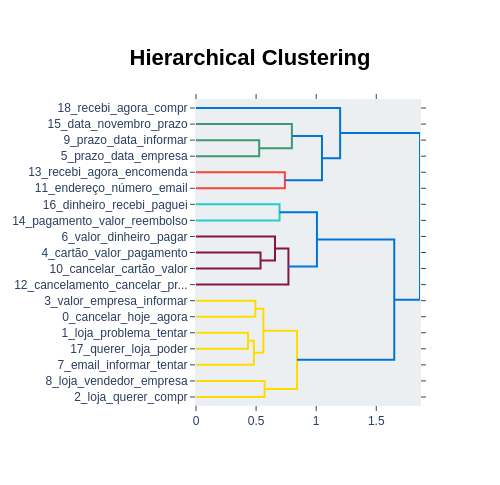 Hierarchical Clustering
18_recebi_agora_compr
15_data_novembro_prazo
9_prazo_data_informar
5_prazo_data_empresa
13_recebi_agora_encomenda
11_endereço_número_email
16_dinheiro_recebi_paguei
14_pagamento_valor_reembolso
6_valor_dinheiro_pagar
4_cartão_valor_pagamento
10_cancelar_cartão_valor
12_cancelamento_cancelar_pr...
3_valor_empresa_informar
0_cancelar_hoje_agora
1_loja_problema_tentar
17_querer_loja_poder
7_email_informar_tentar
8_loja_vendedor_empresa
2_loja_querer_compr
0 0.5 1 1.5